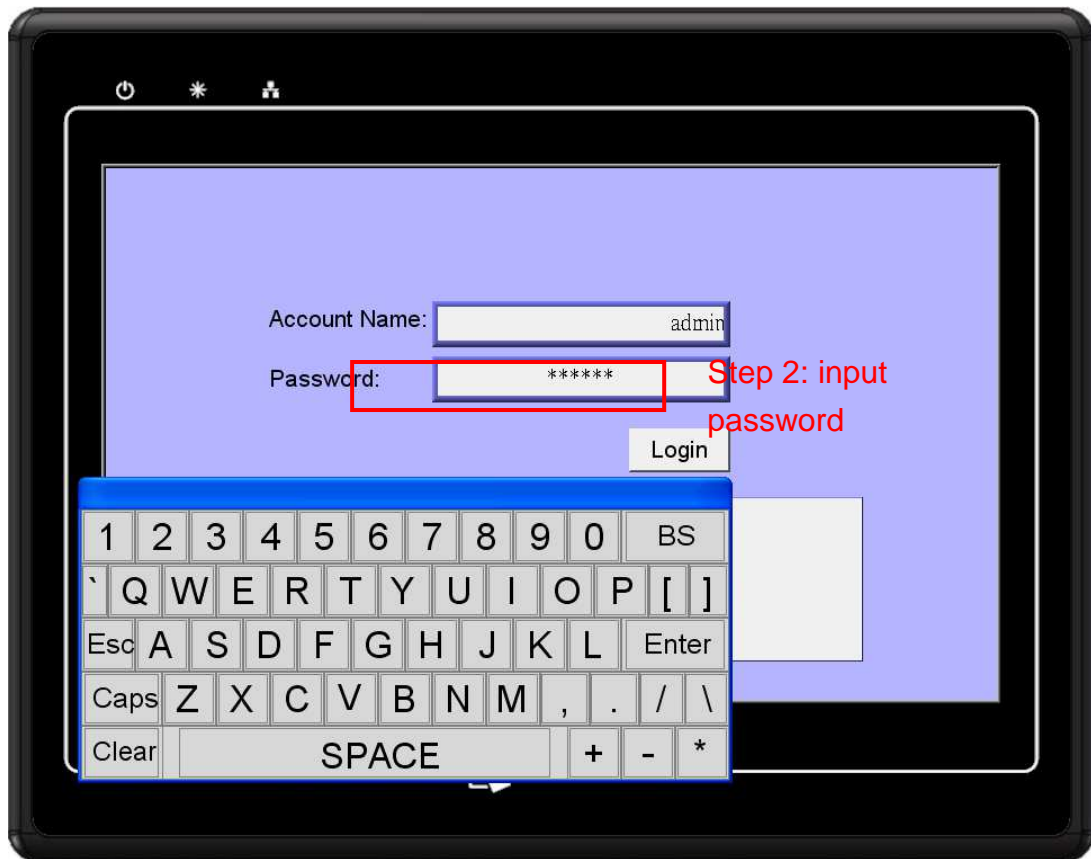 Account Name:
admin
Password:
******
Step 2: input
password
Login
1 2 3 4 5 6 7 8 9 0 BS
` Q W E R T Y U I O P [ ]
Esc A S D F G H J K L Enter
Caps Z X C V B N M , . / \
Clear SPACE + - *